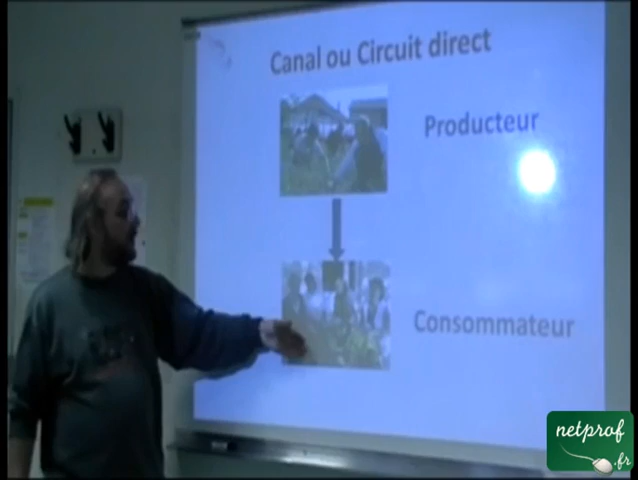 Canal ou Circuit direct
Producteur
Consommateur
netprof
.fr